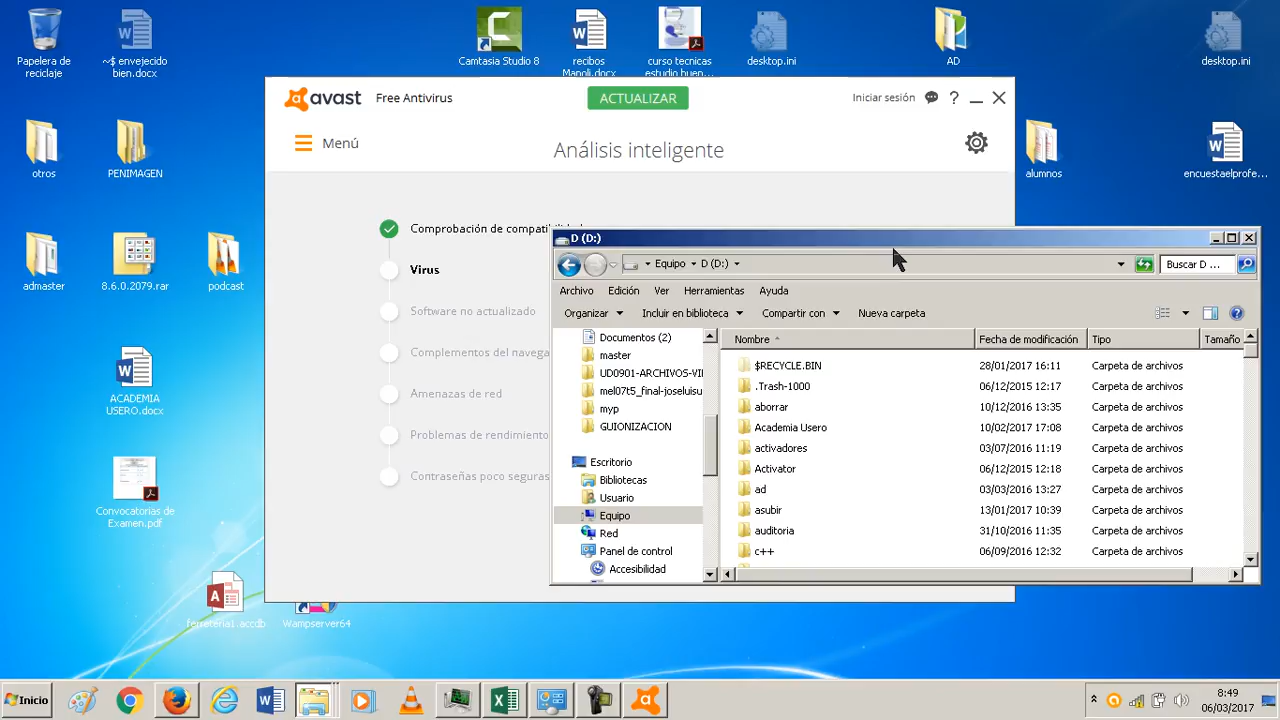 Papelera de
reciclaje
~$ envejecido
bien.docx
Camtasia Studio 8
recibos
Manoli.docx
curso tecnicas
estudio buen...
desktop.ini
AD
desktop.ini
otros
PENIMAGEN
alumnos
encuestaelprofe...
admaster
8.6.0.2079.rar
podcast
ACADEMIA
USERO.docx
Convocatorias de
Examen.pdf
ferreteria1.accdb
Wampserver64
avast Free Antivirus
ACTUALIZAR
Iniciar sesión
Menú
Análisis inteligente
Comprobación de compatibilidad
Virus
Software no actualizado
Complementos del navega
Amenazas de red
Problemas de rendimiento
Contraseñas poco seguras
D (D:)
Equipo D (D:)
Buscar D ...
Archivo Edición Ver Herramientas Ayuda
Organizar Incluir en biblioteca Compartir con Nueva carpeta
Documentos (2)
master
UD0901-ARCHIVOS-VI
mel07t5_final-joseluisu
myp
GUIONIZACION
Escritorio
Bibliotecas
Usuario
Equipo
Red
Panel de control
Accesibilidad
Nombre Fecha de modificación Tipo Tamaño
$RECYCLE.BIN 28/01/2017 16:11 Carpeta de archivos
.Trash-1000 06/12/2015 12:17 Carpeta de archivos
aborrar 10/12/2016 13:35 Carpeta de archivos
Academia Usero 10/02/2017 17:08 Carpeta de archivos
activadores 03/07/2016 11:19 Carpeta de archivos
Activator 06/12/2015 12:18 Carpeta de archivos
ad 03/03/2016 13:27 Carpeta de archivos
asubir 13/01/2017 10:39 Carpeta de archivos
auditoria 31/10/2016 11:35 Carpeta de archivos
c++ 06/09/2016 12:32 Carpeta de archivos
Inicio
8:49
06/03/2017